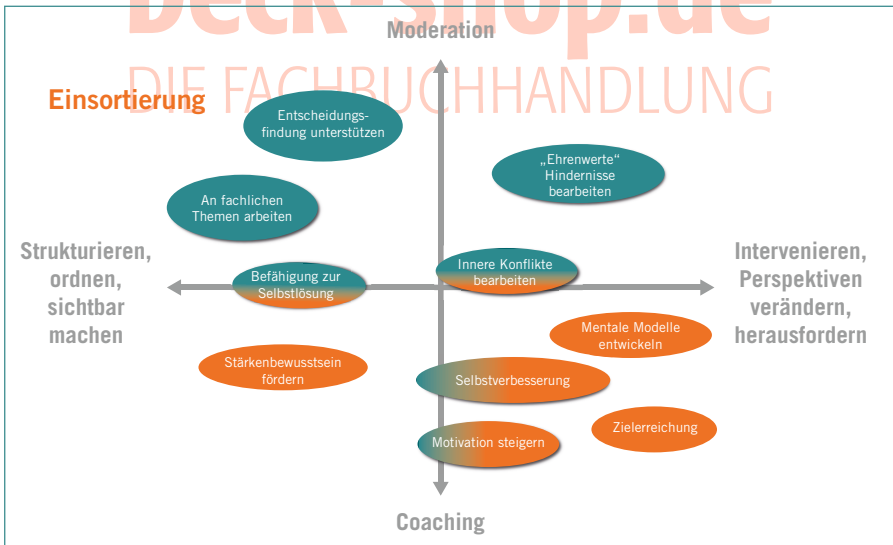 beck-shop.de
Moderation
DIE FACHBUCHHANDLUNG
Einsortierung
Entscheidungs-
findung unterstützen
„Ehrenwerte“
Hindernisse
bearbeiten
An fachlichen
Themen arbeiten
Strukturieren,
ordnen,
sichtbar
machen
Befähigung zur
Selbstlösung
Innere Konflikte
bearbeiten
Intervenieren,
Perspektiven
verändern,
herausfordern
Mentale Modelle
entwickeln
Stärkenbewusstsein
fördern
Selbstverbesserung
Motivation steigern
Zielerreichung
Coaching